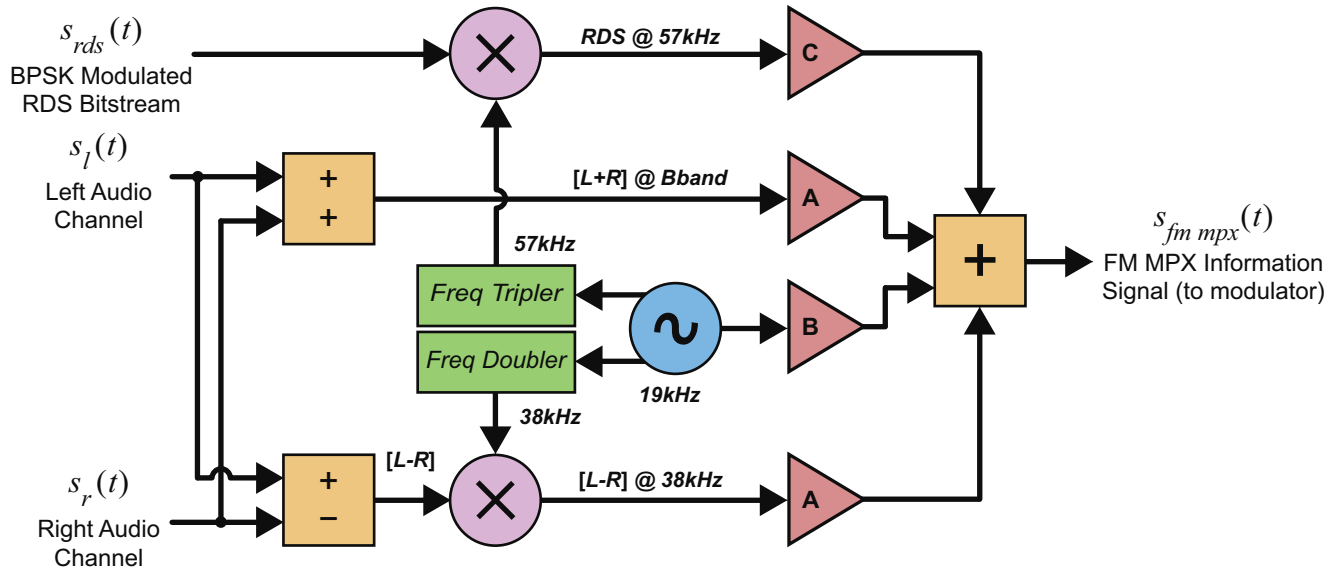 s_rds(t)
BPSK Modulated
RDS Bitstream
RDS @ 57kHz
C
s_l(t)
Left Audio
Channel
+
+
[L+R] @ Bband
A
57kHz
Freq Tripler
Freq Doubler
19kHz
B
38kHz
+
s_fm mpx(t)
FM MPX Information
Signal (to modulator)
s_r(t)
Right Audio
Channel
+
−
[L-R]
[L-R] @ 38kHz
A